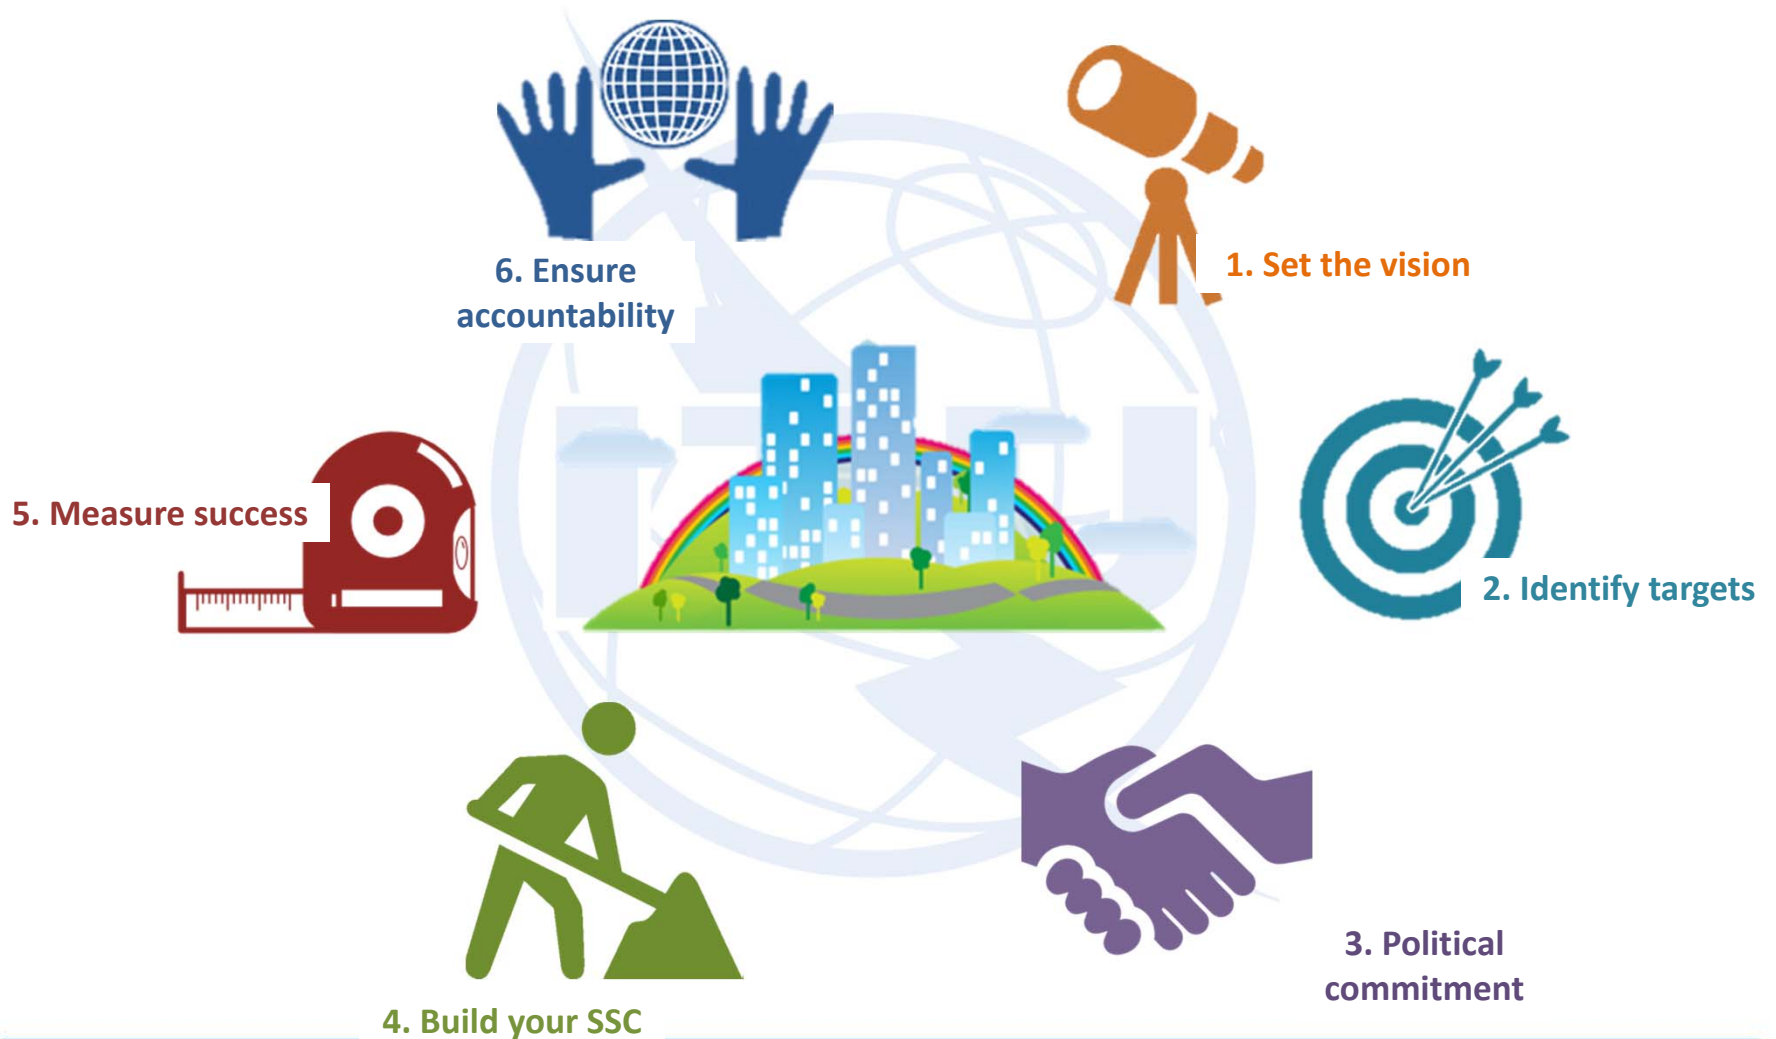 1. Set the vision
2. Identify targets
3. Political
commitment
4. Build your SSC
5. Measure success
6. Ensure
accountability
ITU